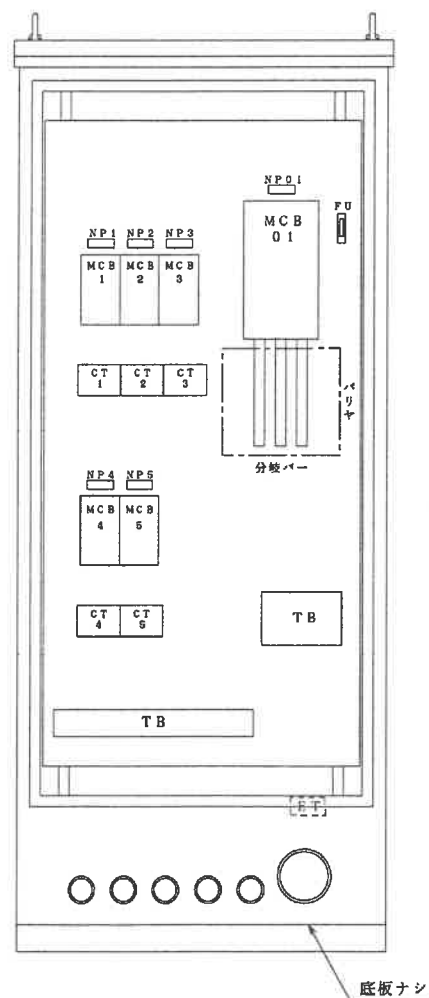 NP01
FU
MCB
01
NP1 NP2 NP3
MCB
1
MCB
2
MCB
3
CT
1
CT
2
CT
3
バリヤ
分岐バー
NP4 NP5
MCB
4
MCB
5
CT
4
CT
5
TB
TB
ET
底板ナシ